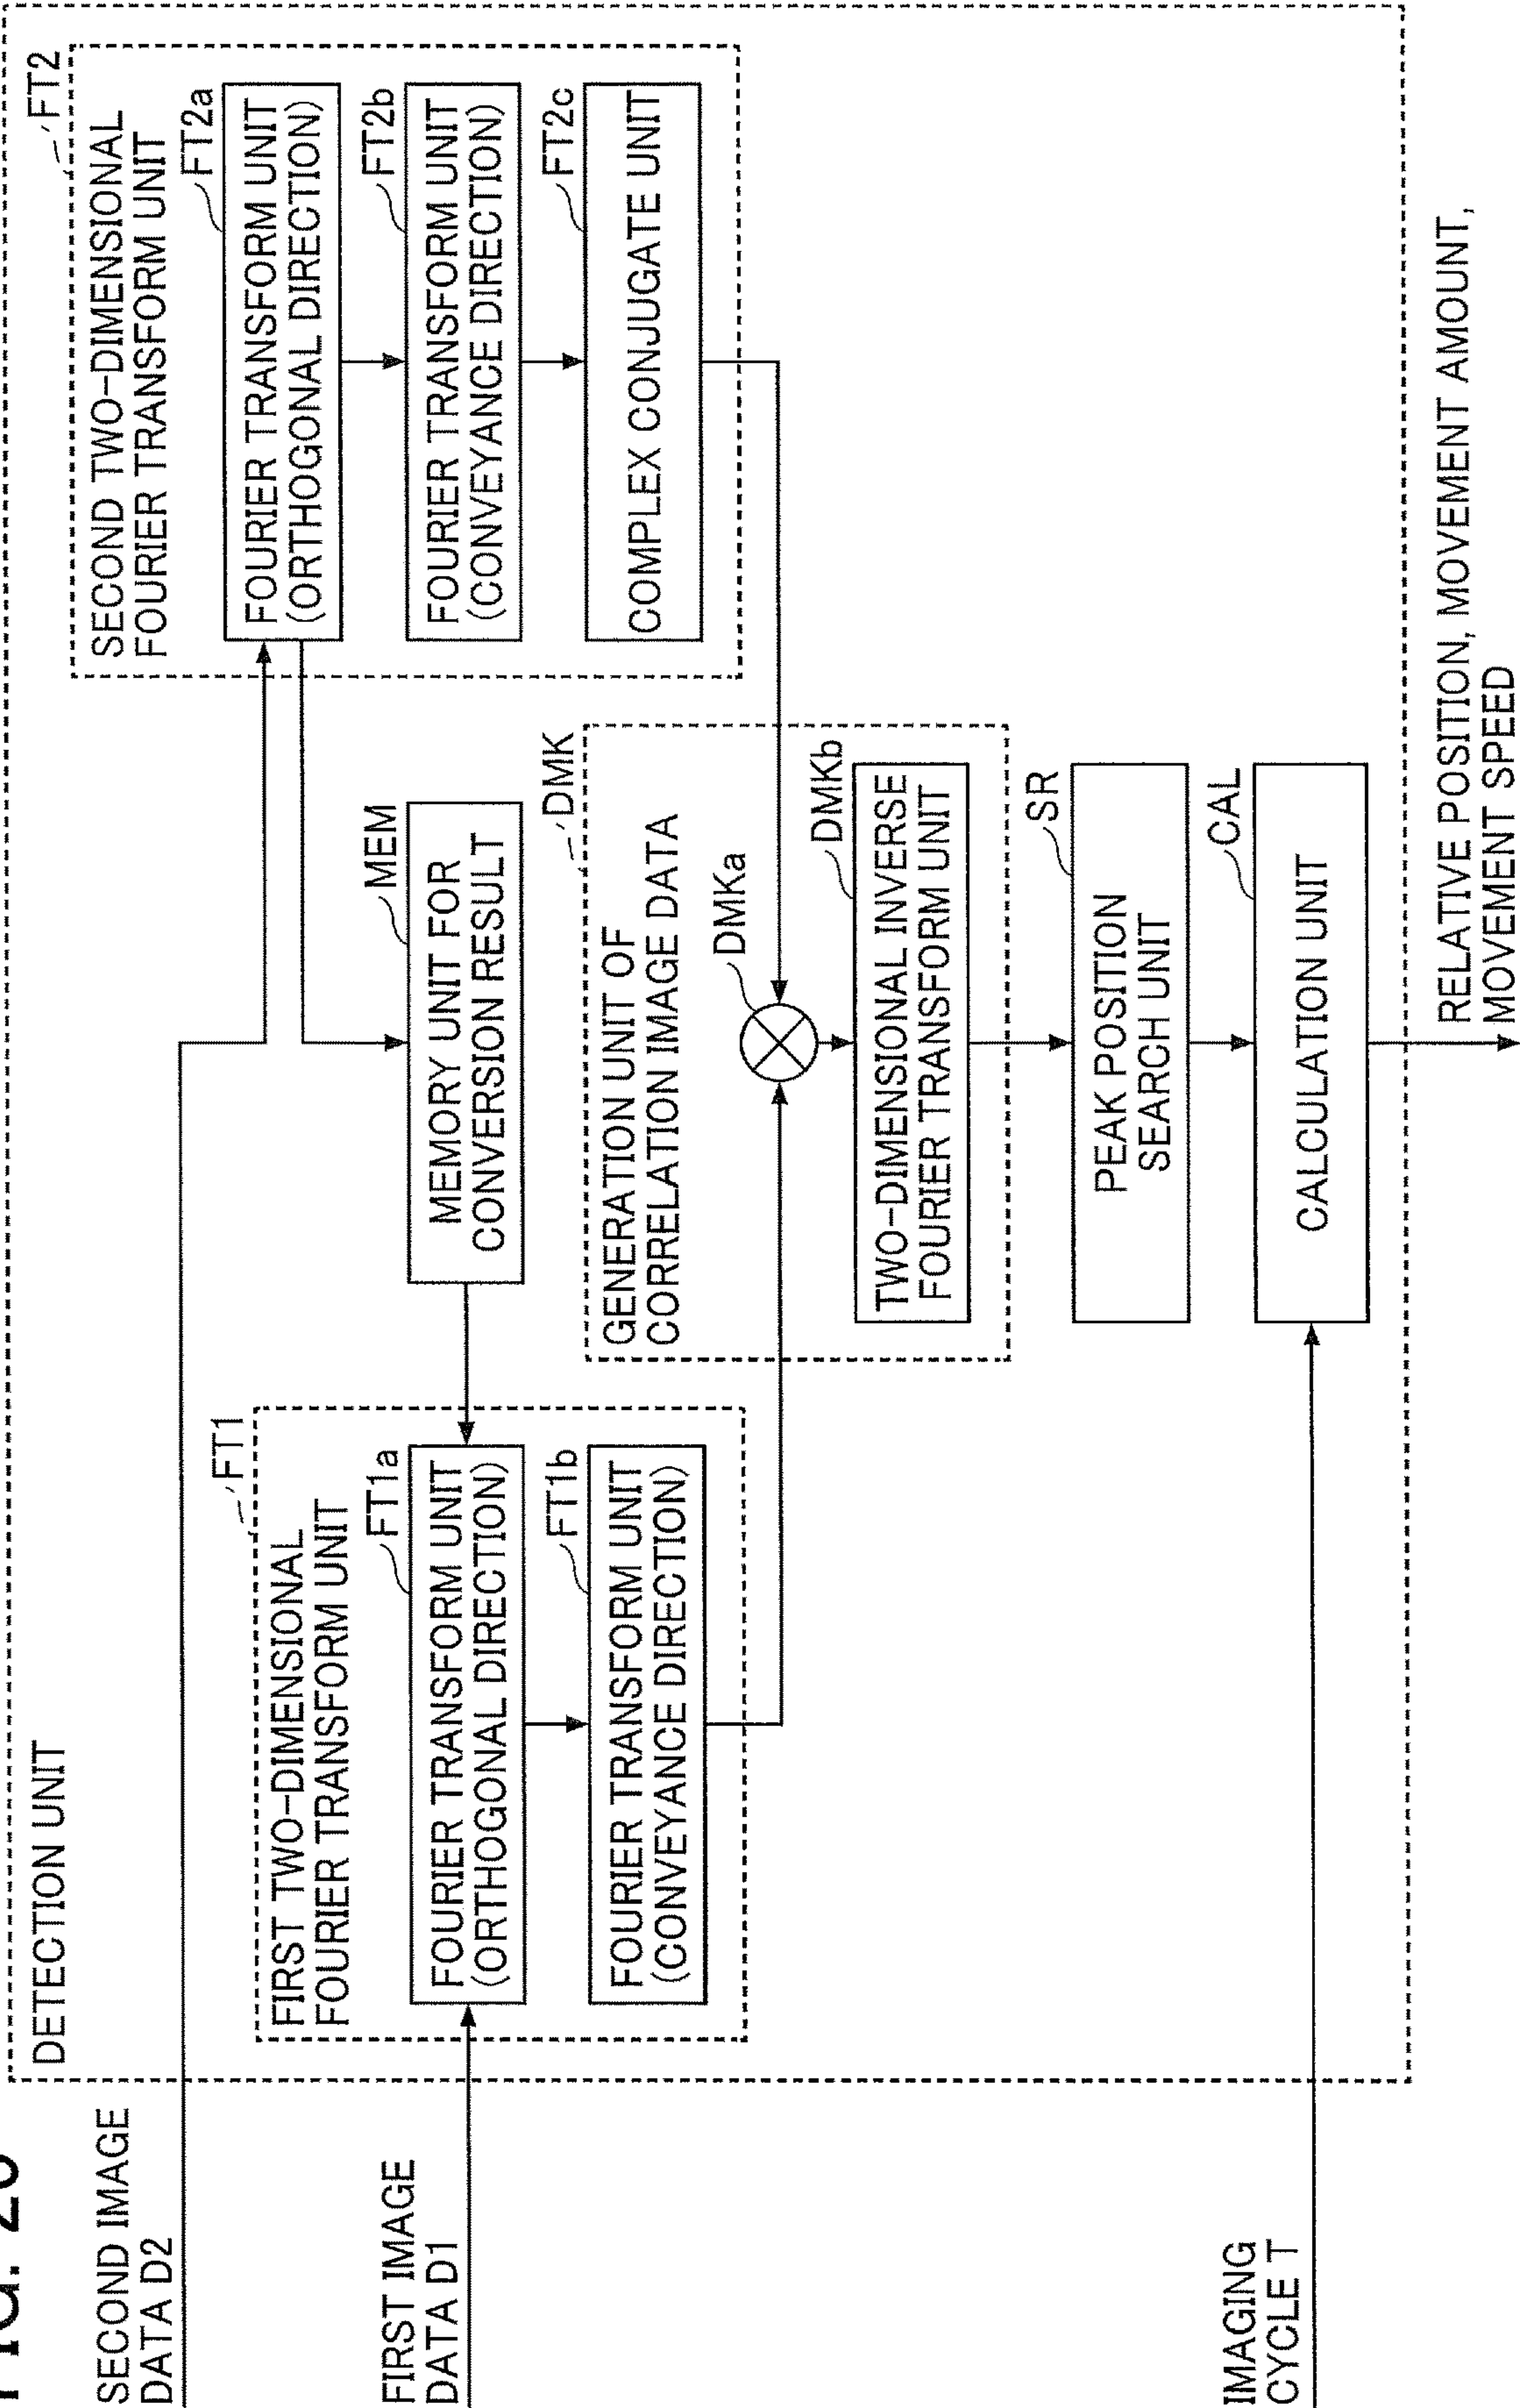 DETECTION UNIT
SECOND IMAGE
DATA D2
FT2
SECOND TWO-DIMENSIONAL
FOURIER TRANSFORM UNIT
FT2a
FOURIER TRANSFORM UNIT
(ORTHOGONAL DIRECTION)
FT2b
FOURIER TRANSFORM UNIT
(CONVEYANCE DIRECTION)
FT2c
COMPLEX CONJUGATE UNIT
MEM
MEMORY UNIT FOR
CONVERSION RESULT
FT1
FIRST TWO-DIMENSIONAL
FOURIER TRANSFORM UNIT
FIRST IMAGE
DATA D1
FT1a
FOURIER TRANSFORM UNIT
(ORTHOGONAL DIRECTION)
FT1b
FOURIER TRANSFORM UNIT
(CONVEYANCE DIRECTION)
DMK
GENERATION UNIT OF
CORRELATION IMAGE DATA
DMKa
DMKb
TWO-DIMENSIONAL INVERSE
FOURIER TRANSFORM UNIT
SR
PEAK POSITION
SEARCH UNIT
CAL
CALCULATION UNIT
IMAGING
CYCLE T
RELATIVE POSITION, MOVEMENT AMOUNT,
MOVEMENT SPEED